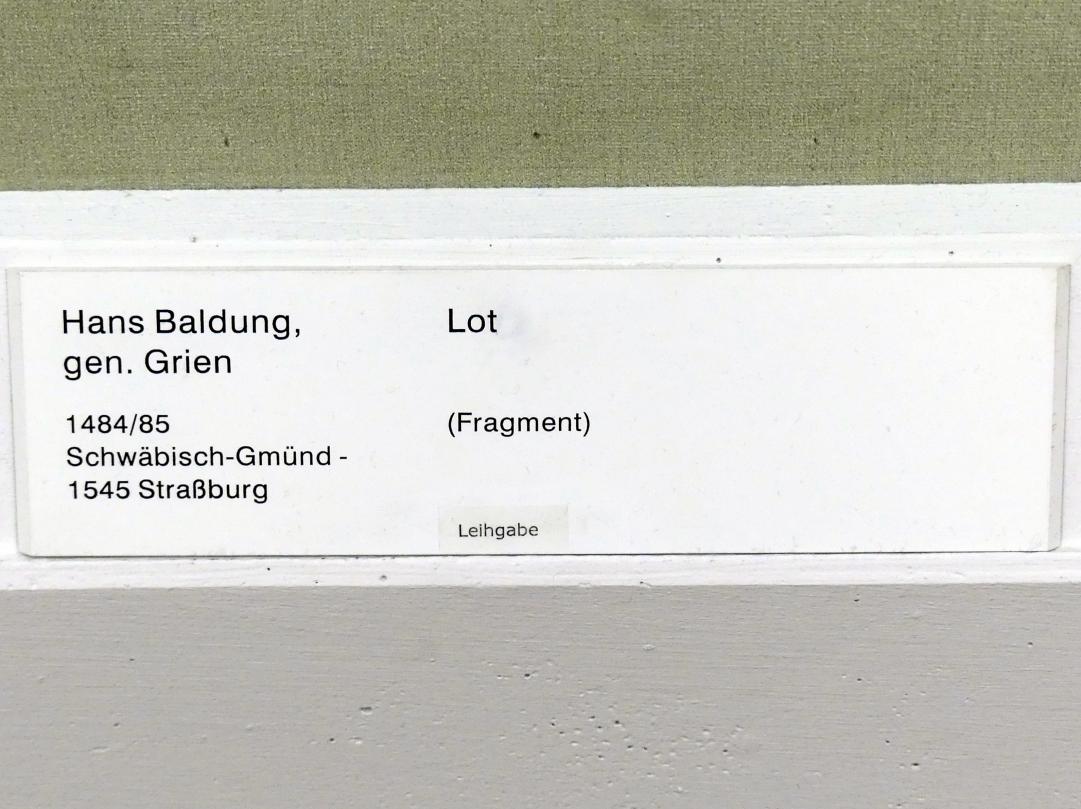 Hans Baldung,
gen. Grien
1484/85
Schwäbisch-Gmünd -
1545 Straßburg
Lot
(Fragment)
Leihgabe